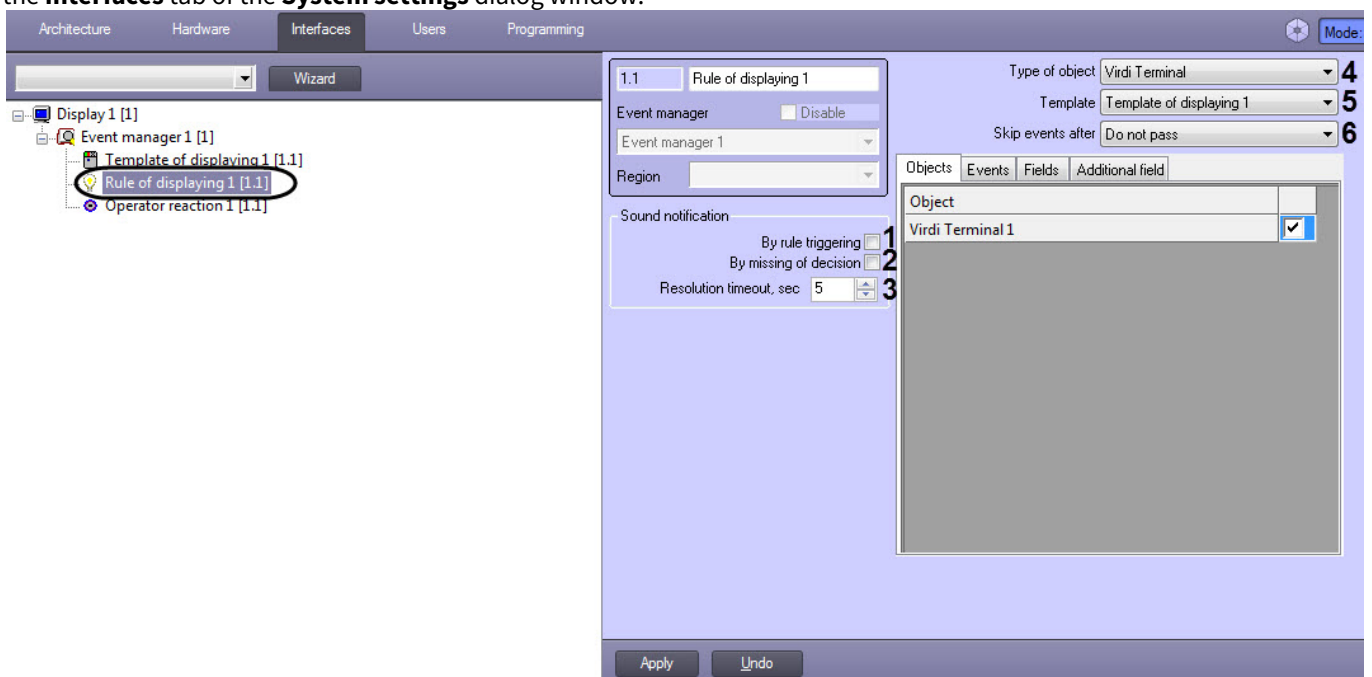 the Interfaces tab of the System settings dialog window.
Architecture Hardware Interfaces Users Programming Mode:
Wizard
Display 1 [1]
Event manager 1 [1]
Template of displaying 1 [1.1]
Rule of displaying 1 [1.1]
Operator reaction 1 [1.1]
1.1 Rule of displaying 1
Event manager Disable
Event manager 1
Region
Sound notification
By rule triggering 1
By missing of decision 2
Resolution timeout, sec 5 3
Type of object Virdi Terminal 4
Template Template of displaying 1 5
Skip events after Do not pass 6
Objects Events Fields Additional field
Object
Virdi Terminal 1
Apply Undo